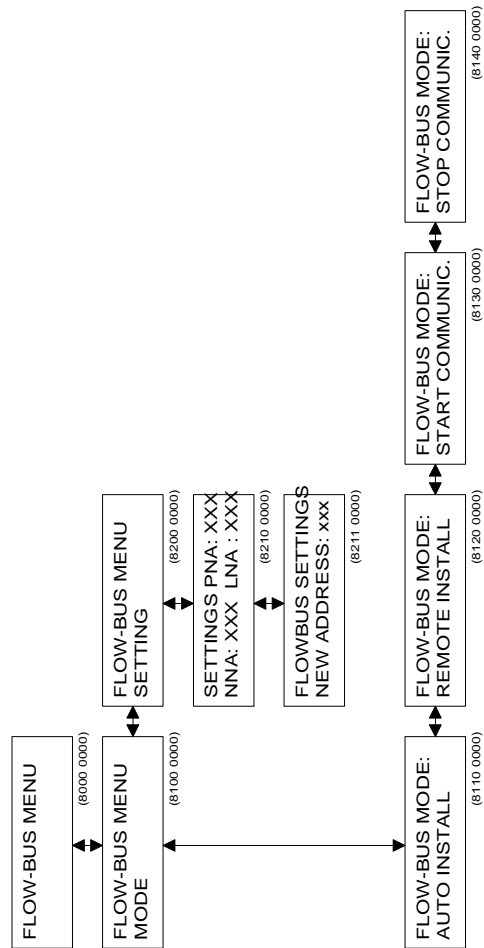 FLOW-BUS MENU
(8000 0000)
FLOW-BUS MENU
MODE
(8100 0000)
FLOW-BUS MENU
SETTING
(8200 0000)
SETTINGS PNA: XXX
NNA: XXX LNA : XXX
(8210 0000)
FLOWBUS SETTINGS
NEW ADDRESS: xxx
(8211 0000)
FLOW-BUS MODE:
AUTO INSTALL
(8110 0000)
FLOW-BUS MODE:
REMOTE INSTALL
(8120 0000)
FLOW-BUS MODE:
START COMMUNIC.
(8130 0000)
FLOW-BUS MODE:
STOP COMMUNIC.
(8140 0000)